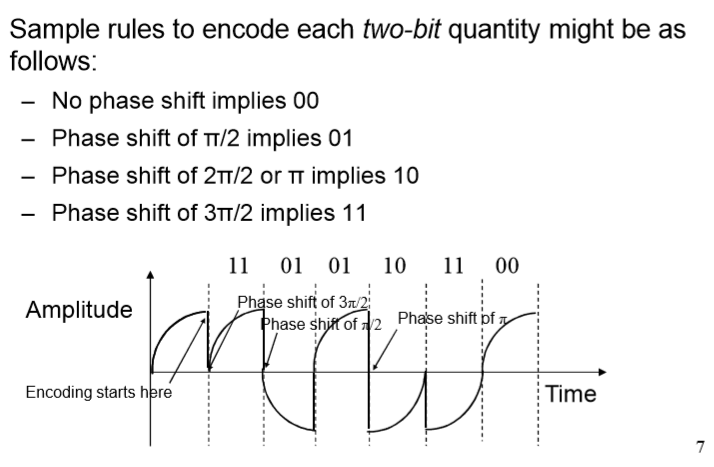 Sample rules to encode each two-bit quantity might be as
follows:
– No phase shift implies 00
– Phase shift of π/2 implies 01
– Phase shift of 2π/2 or π implies 10
– Phase shift of 3π/2 implies 11
11 01 01 10 11 00
Amplitude
Phase shift of 3π/2
Phase shift of π/2
Phase shift of π
Encoding starts here
Time
7